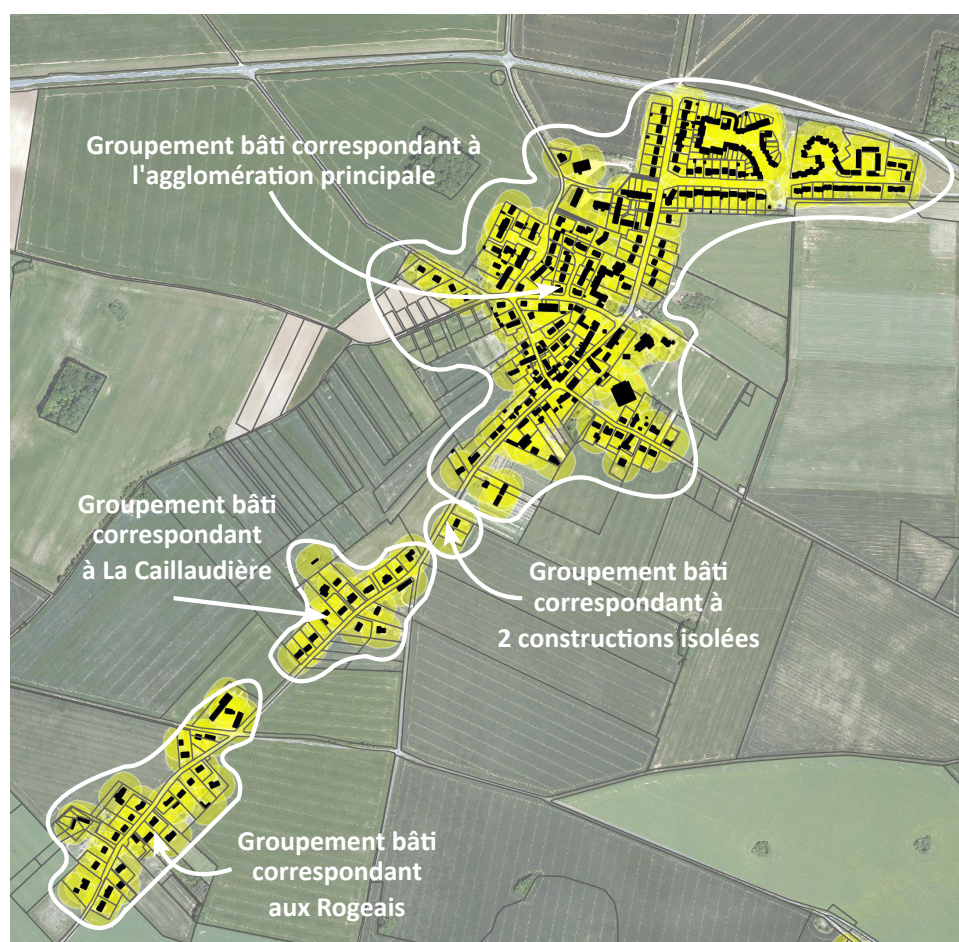 Groupement bâti correspondant à
l'agglomération principale
Groupement bâti
correspondant
à La Caillaudière
Groupement bâti
correspondant à
2 constructions isolées
Groupement bâti
correspondant
aux Rogeais